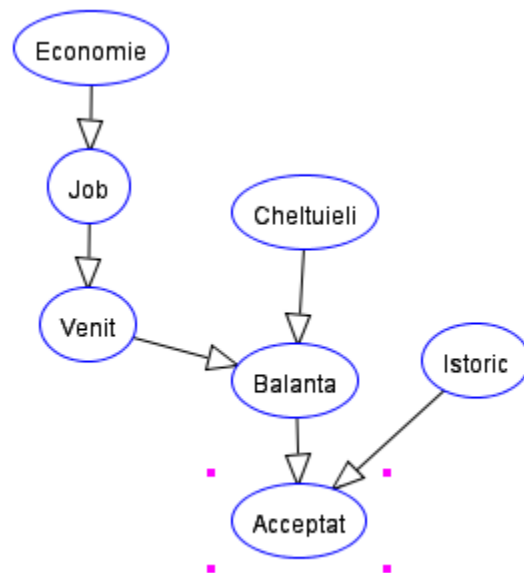 Economie
Job
Cheltuieli
Venit
Istoric
Balanta
Acceptat